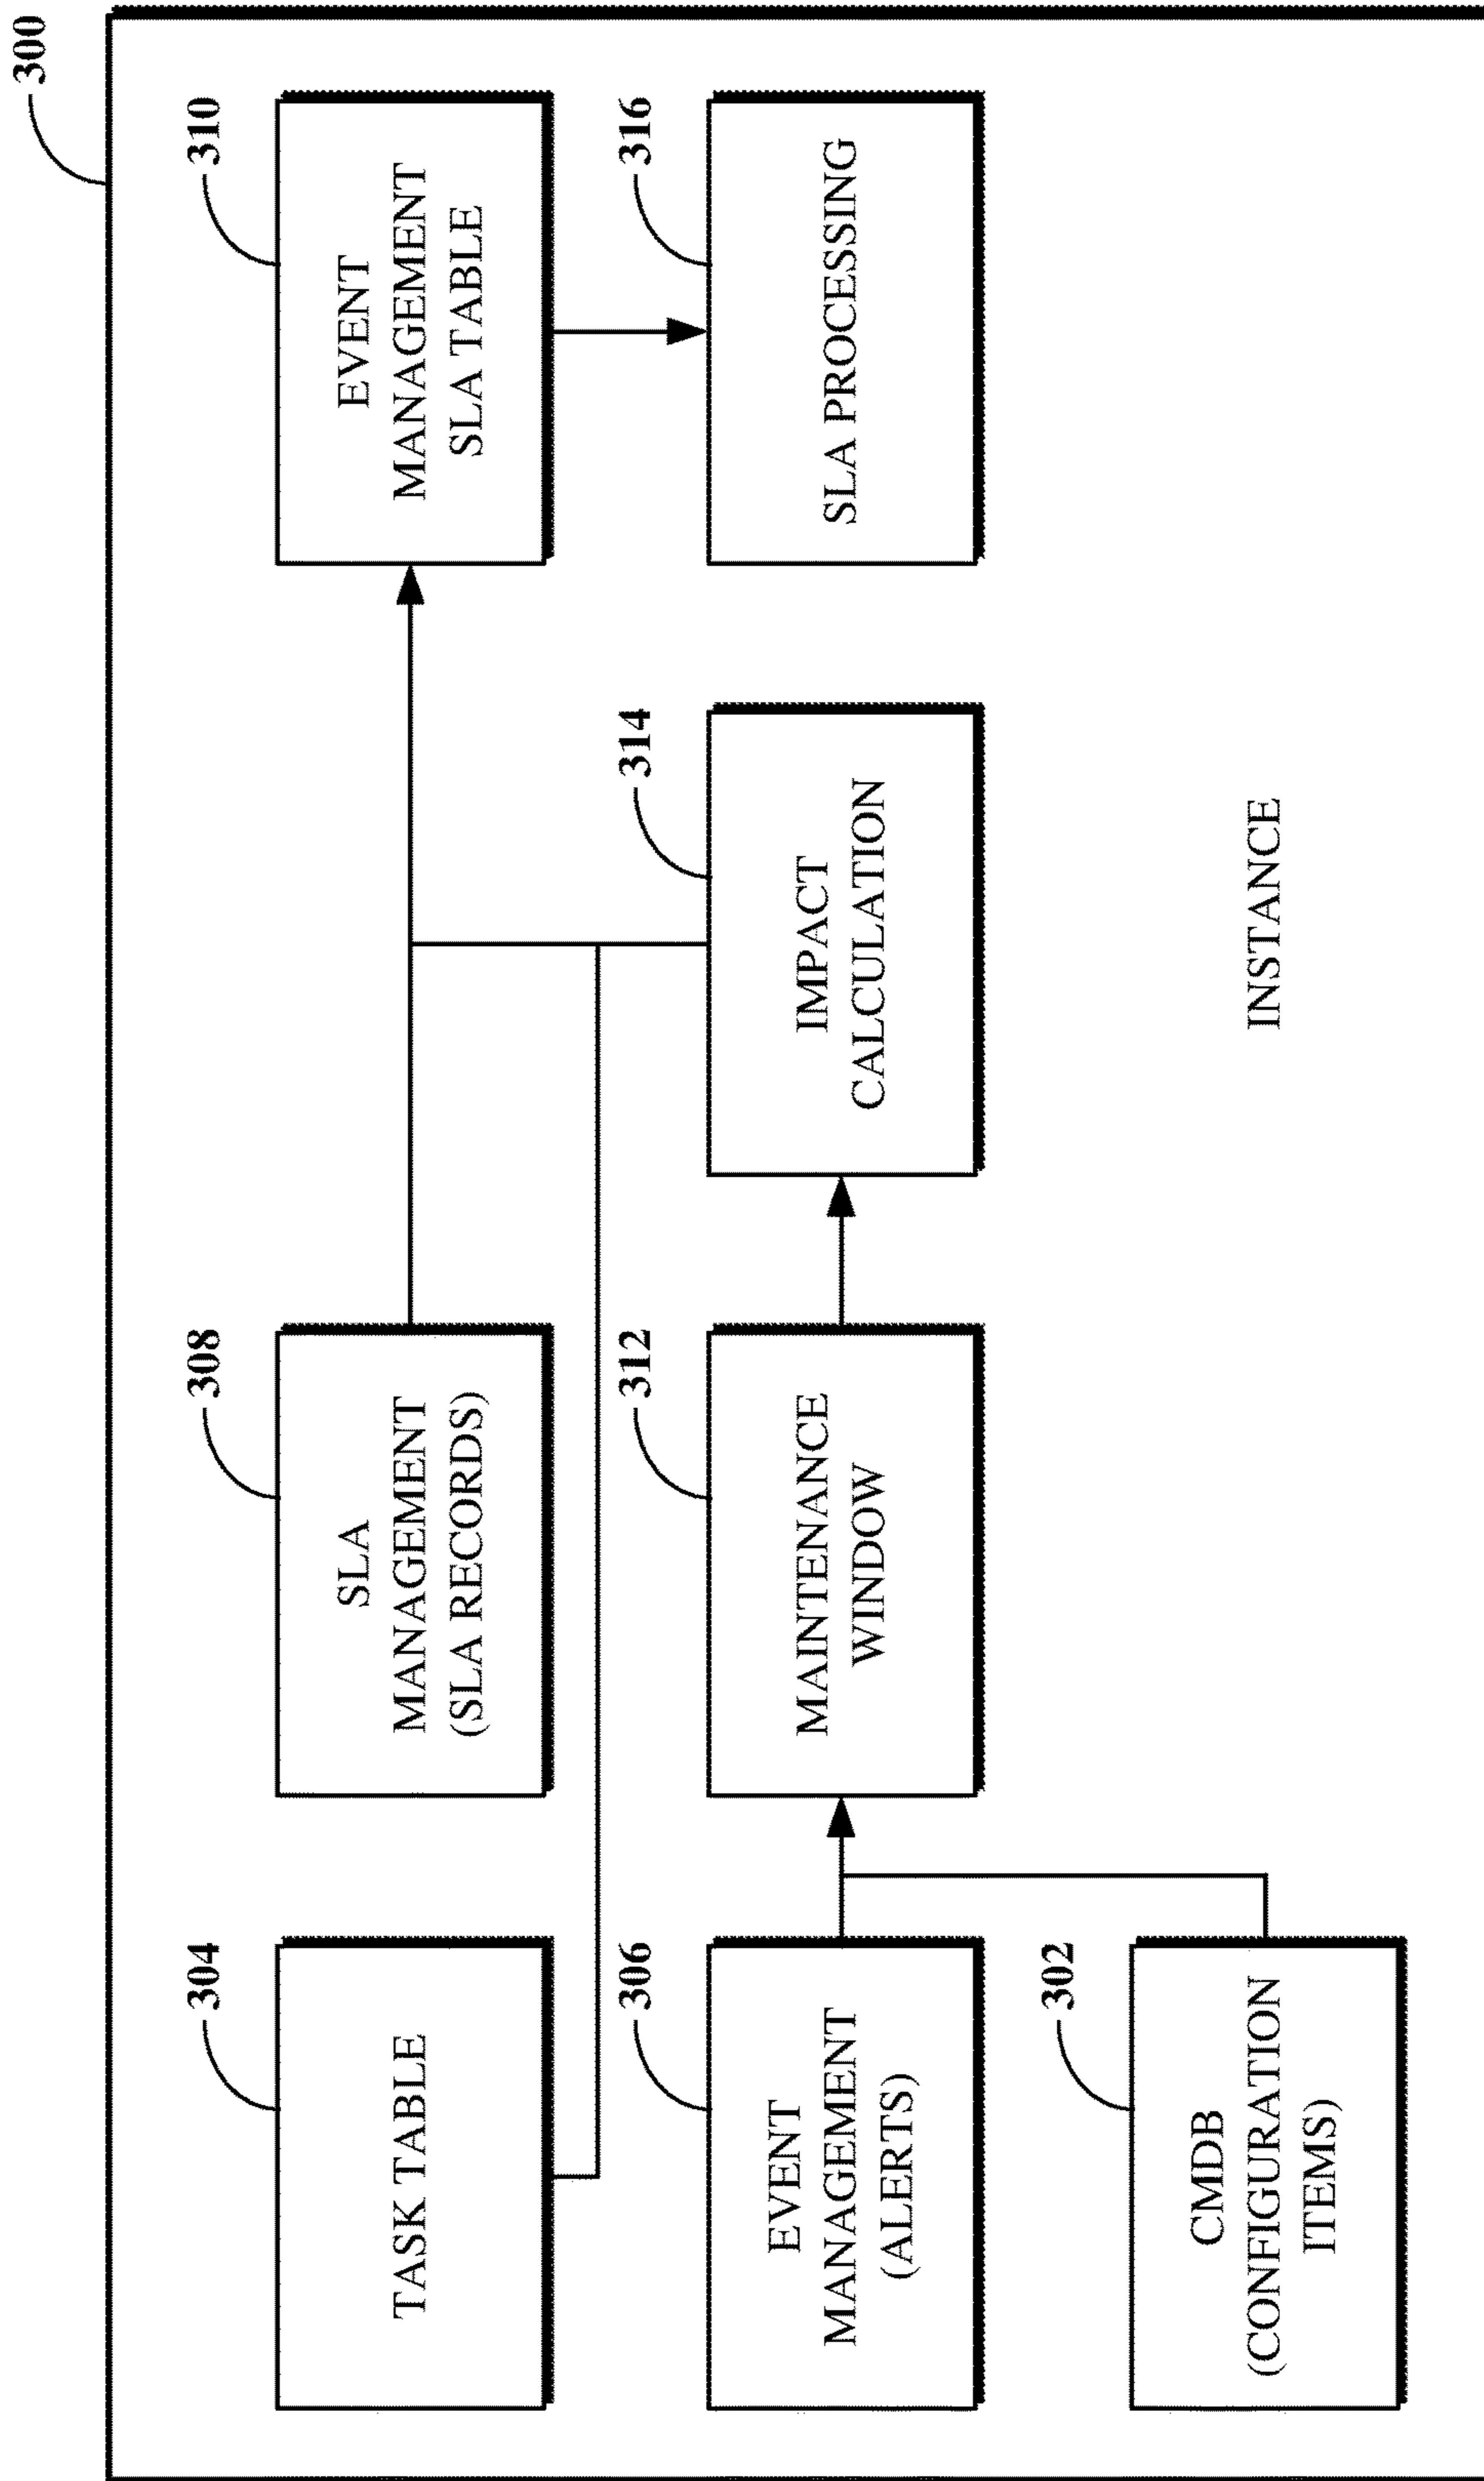 300
304
TASK TABLE
308
SLA
MANAGEMENT
(SLA RECORDS)
310
EVENT
MANAGEMENT
SLA TABLE
306
EVENT
MANAGEMENT
(ALERTS)
312
MAINTENANCE
WINDOW
314
IMPACT
CALCULATION
316
SLA PROCESSING
302
CMDB
(CONFIGURATION
ITEMS)
INSTANCE